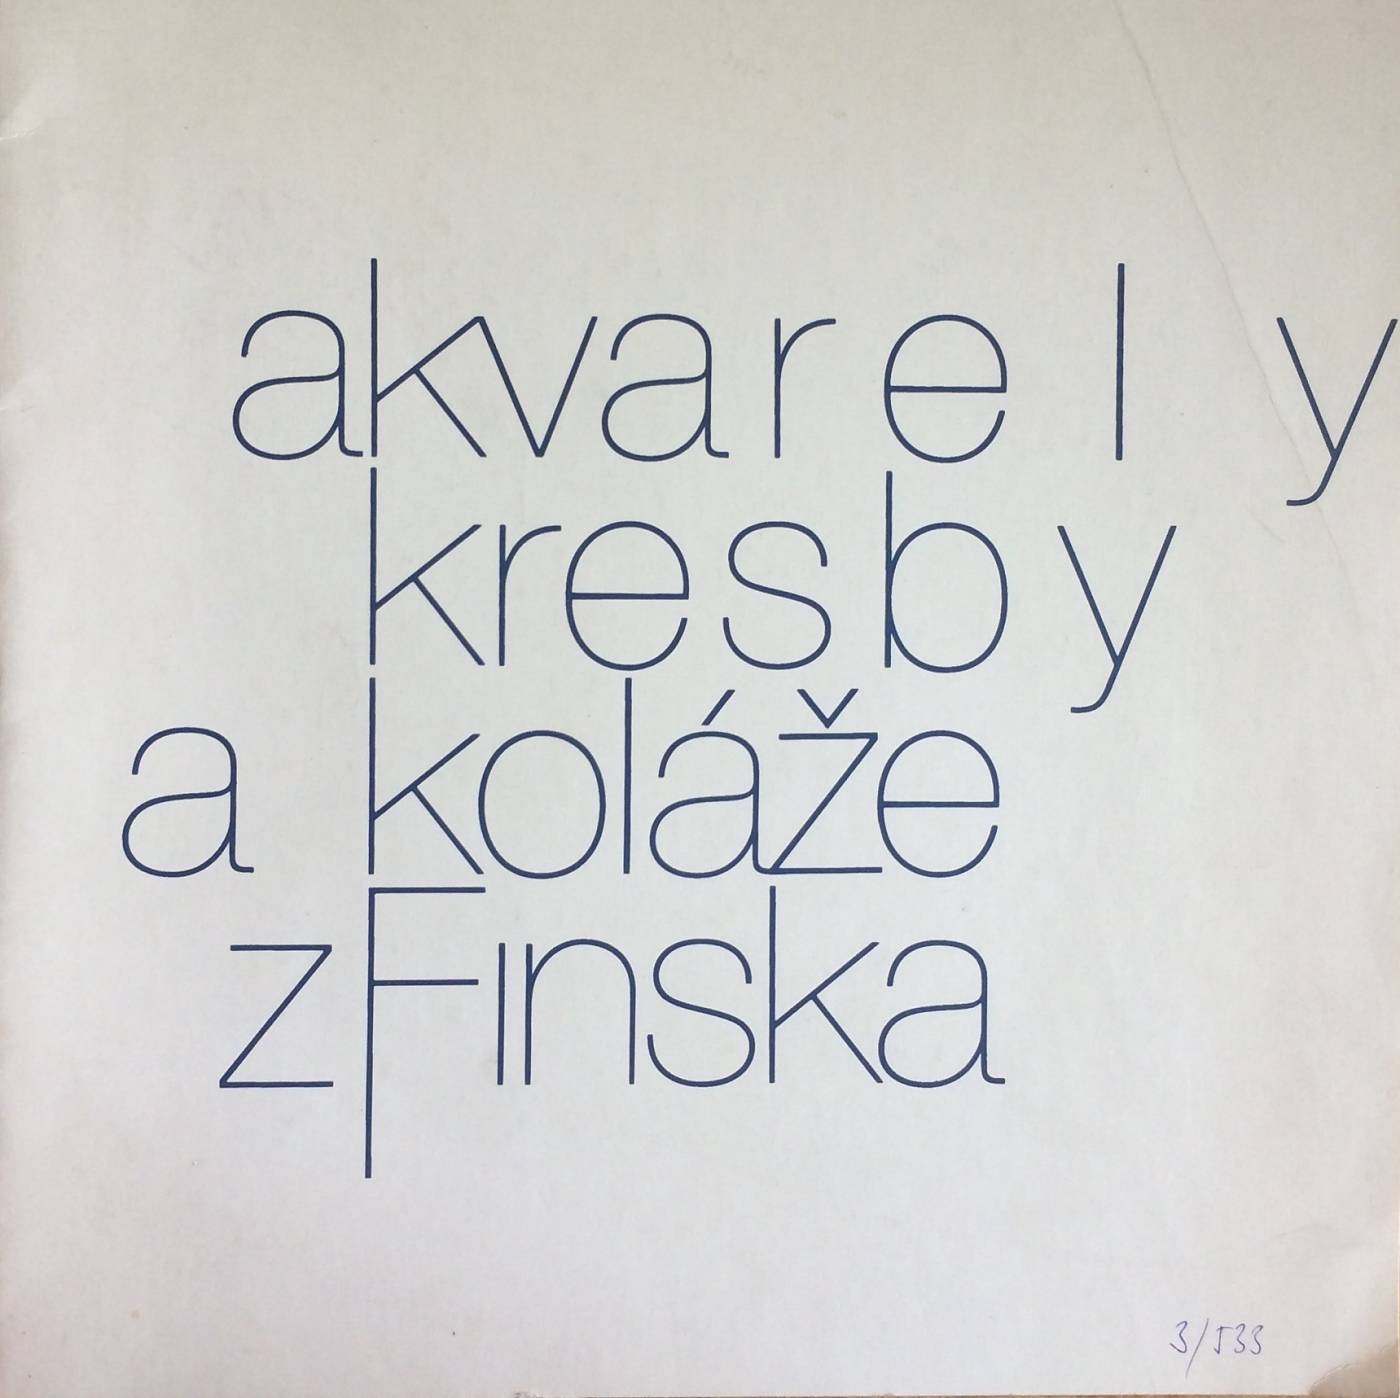 akvarely
kresby
a koláže
z Finska
3/533